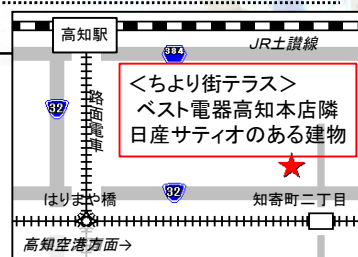 高知駅
384
JR土讃線
<ちより街テラス>
ベスト電器高知本店隣
日産サティオのある建物
32
路面電車
32
はりまや橋
知寄町二丁目
高知空港方面→